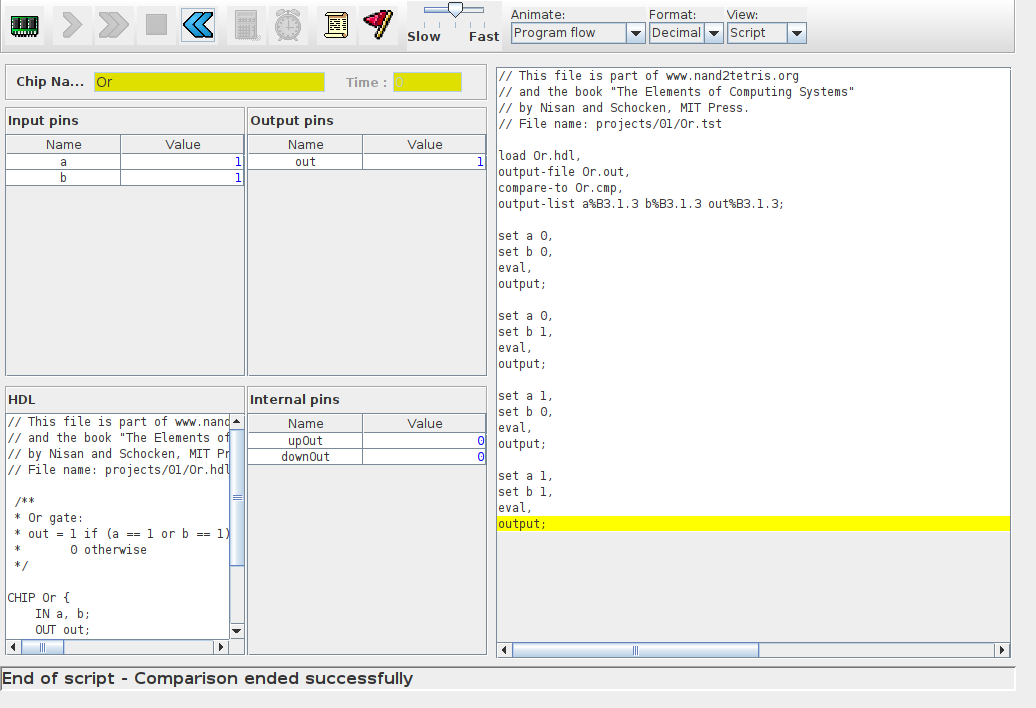 Slow Fast
Animate:
Program flow
Format:
Decimal
View:
Script
Chip Na... Or Time : 0
Input pins
Name Value
a 1
b 1
Output pins
Name Value
out 1
HDL
// This file is part of www.nand
// and the book "The Elements of
// by Nisan and Schocken, MIT Pr
// File name: projects/01/Or.hdl
/**
* Or gate:
* out = 1 if (a == 1 or b == 1)
* 0 otherwise
*/
CHIP Or {
IN a, b;
OUT out;
Internal pins
Name Value
upOut 0
downOut 0
// This file is part of www.nand2tetris.org
// and the book "The Elements of Computing Systems"
// by Nisan and Schocken, MIT Press.
// File name: projects/01/Or.tst
load Or.hdl,
output-file Or.out,
compare-to Or.cmp,
output-list a%B3.1.3 b%B3.1.3 out%B3.1.3;
set a 0,
set b 0,
eval,
output;
set a 0,
set b 1,
eval,
output;
set a 1,
set b 0,
eval,
output;
set a 1,
set b 1,
eval,
output;
End of script - Comparison ended successfully